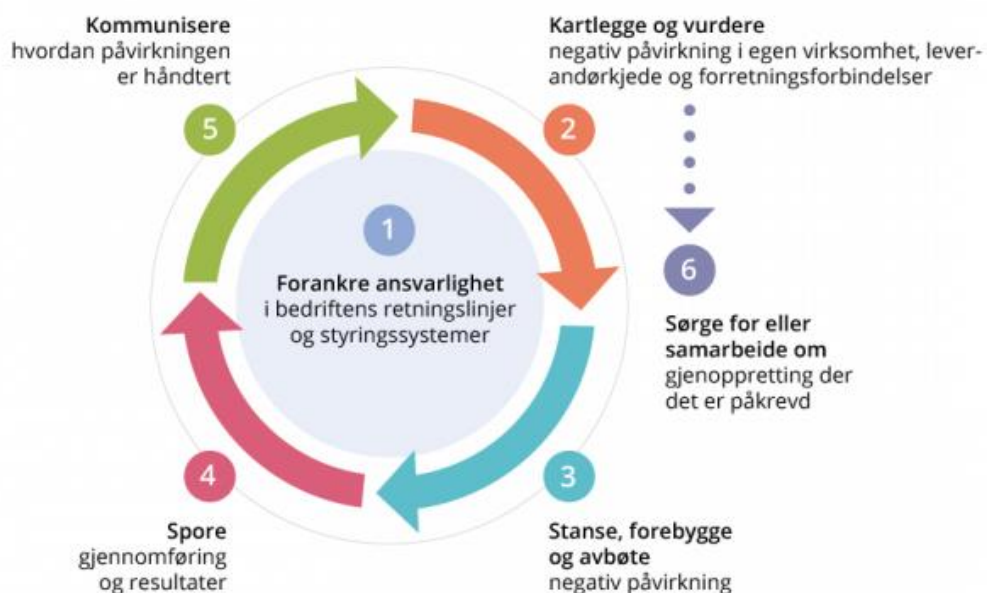 Kommunisere
hvordan påvirkningen
er håndtert
5
Kartlegge og vurdere
negativ påvirkning i egen virksomhet, lever-
andørkjede og forretningsforbindelser
2
1
Forankre ansvarlighet
i bedriftens retningslinjer
og styringssystemer
6
Sørge for eller
samarbeide om
gjenoppretting der
det er påkrevd
4
Spore
gjennomføring
og resultater
3
Stanse, forebygge
og avbøte
negativ påvirkning